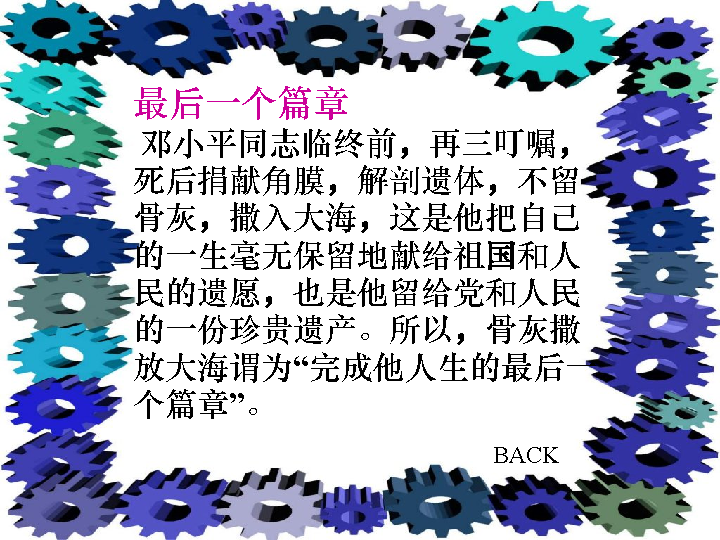 最后一个篇章
邓小平同志临终前，再三叮嘱，
死后捐献角膜，解剖遗体，不留
骨灰，撒入大海，这是他把自己
的一生毫无保留地献给祖国和人
民的遗愿，也是他留给党和人民
的一份珍贵遗产。所以，骨灰撒
放大海谓为“完成他人生的最后一
个篇章”。
BACK